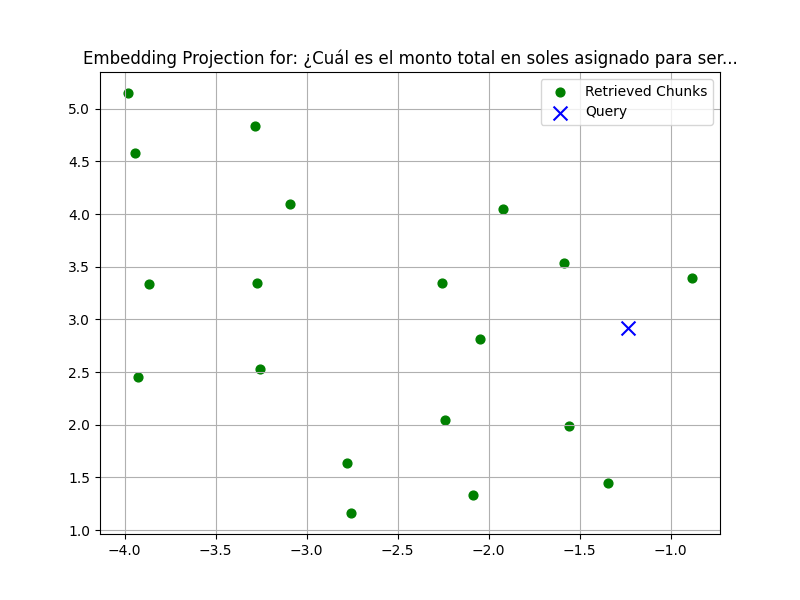 Embedding Projection for: ¿Cuál es el monto total en soles asignado para ser...
Retrieved Chunks
Query
5.0
4.5
4.0
3.5
3.0
2.5
2.0
1.5
1.0
−4.0 −3.5 −3.0 −2.5 −2.0 −1.5 −1.0